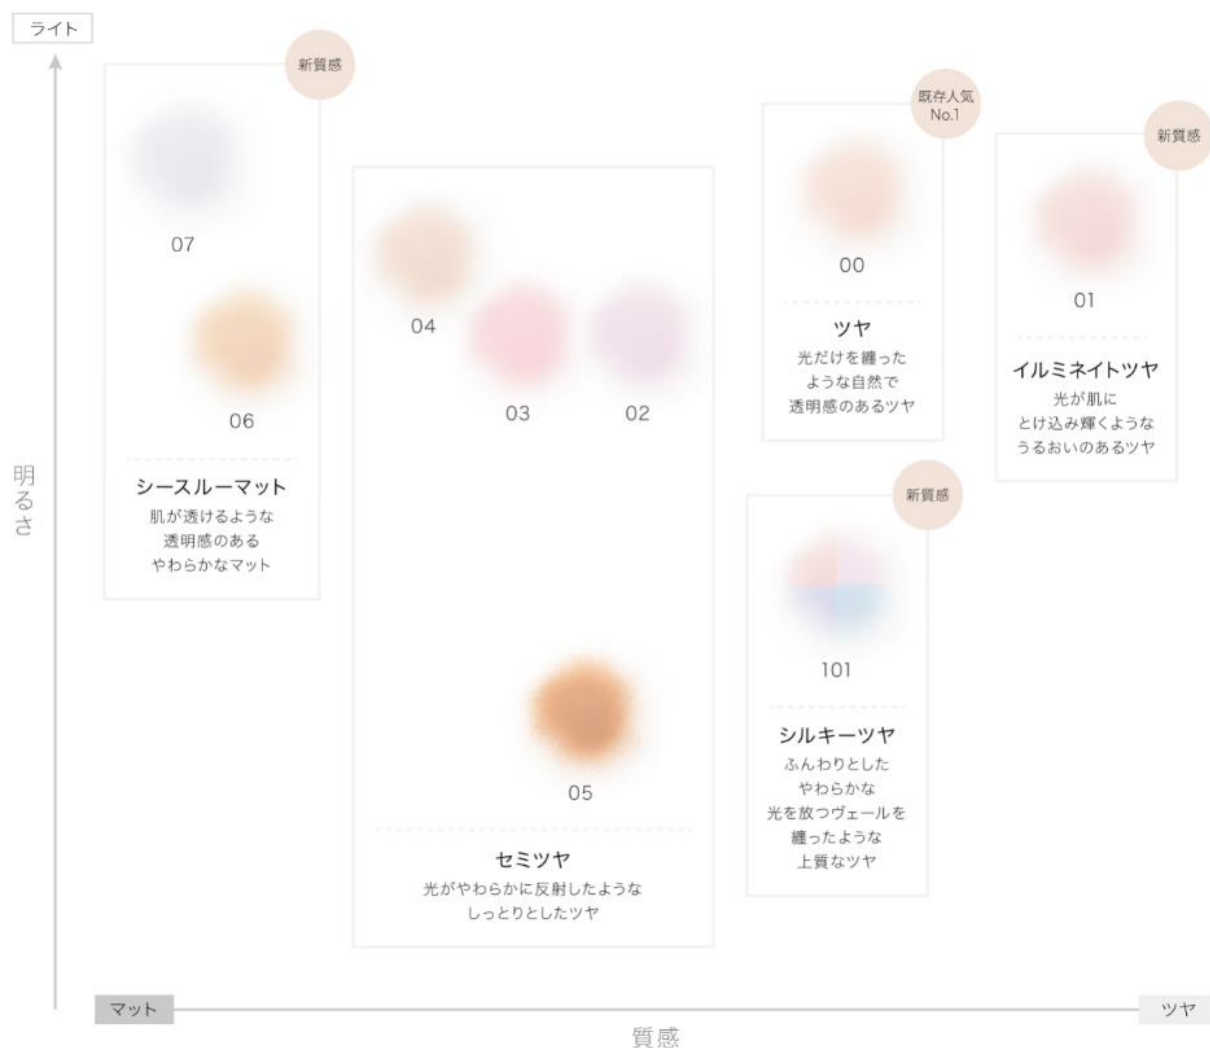 ライト
新質感
07
06
シースルーマット
肌が透けるような
透明感のある
やわらかなマット
04
03
02
05
セミツヤ
光がやわらかに反射したような
しっとりとしたツヤ
既存人気
No.1
00
ツヤ
光だけを纏った
ような自然で
透明感のあるツヤ
新質感
01
イルミネイトツヤ
光が肌に
とけ込み輝くような
うるおいのあるツヤ
新質感
101
シルキーツヤ
ふんわりとした
やわらかな
光を放つヴェールを
纏ったような
上質なツヤ
明るさ
マット
質感
ツヤ